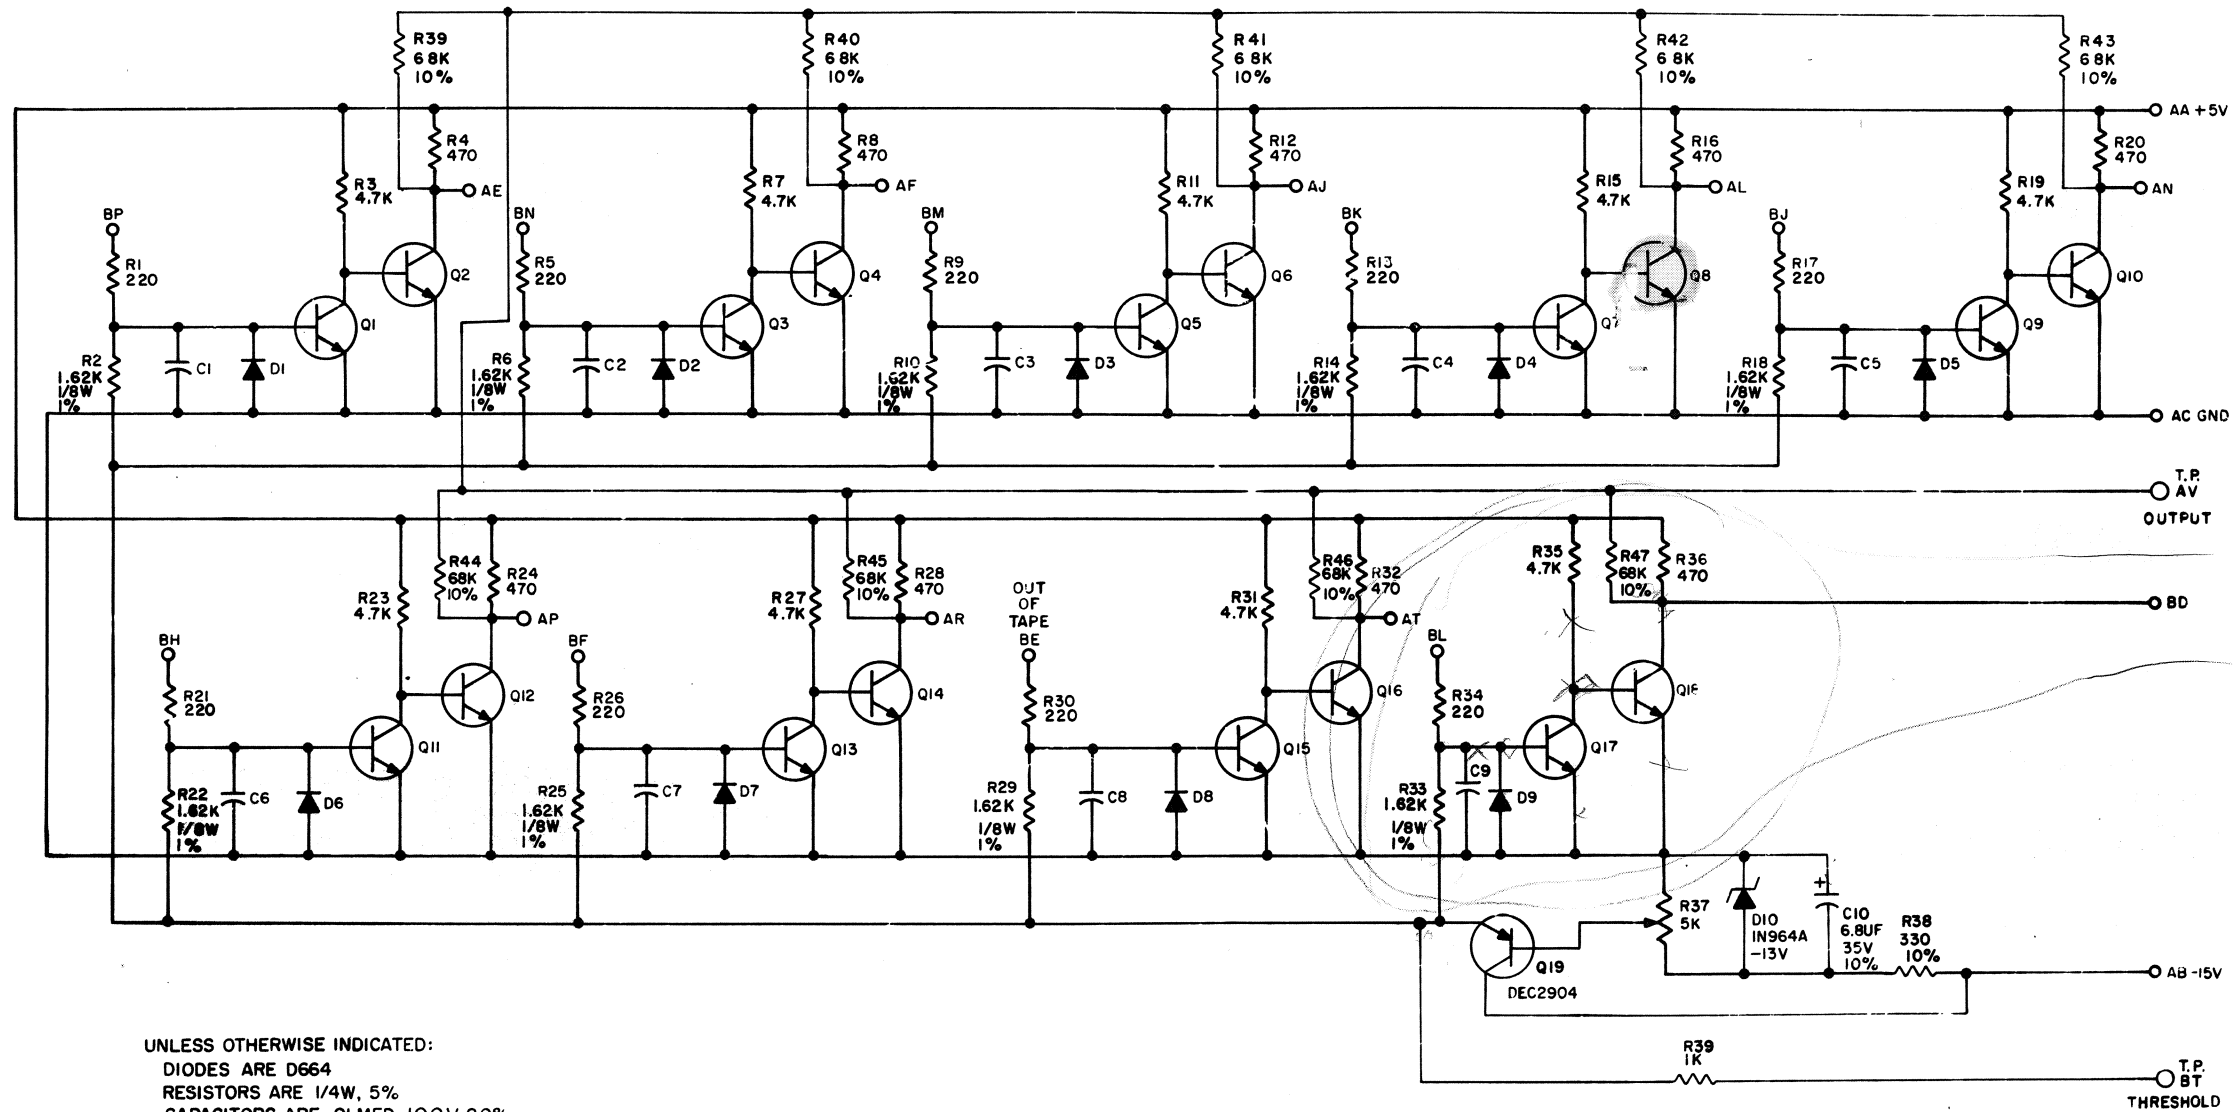 R39
68K
10%
R40
68K
10%
R41
68K
10%
R42
68K
10%
R43
68K
10%
AA +5V
R4
470
R8
470
R12
470
R16
470
R20
470
R3
4.7K
AE
R7
4.7K
AF
R11
4.7K
AJ
R15
4.7K
AL
R19
4.7K
AN
BP
BN
BM
BK
BJ
R1
220
Q2
R5
220
Q4
R9
220
Q6
R13
220
Q8
R17
220
Q10
Q1
Q3
Q5
Q7
Q9
R2
1.62K
1/8W
1%
C1
D1
R6
1.62K
1/8W
1%
C2
D2
R10
1.62K
1/8W
1%
C3
D3
R14
1.62K
1/8W
1%
C4
D4
R18
1.62K
1/8W
1%
C5
D5
AC GND
T.P.
AV
OUTPUT
R44
68K
10%
R24
470
R45
68K
10%
R28
470
R46
68K
10%
R32
470
R35
4.7K
R47
68K
10%
R36
470
R23
4.7K
R27
4.7K
OUT
OF
TAPE
BE
R31
4.7K
BD
AP
AR
AT
BH
BF
BL
R21
220
Q12
R26
220
Q14
R30
220
Q16
R34
220
Q18
Q11
Q13
Q15
Q17
R22
1.62K
1/8W
1%
C6
D6
R25
1.62K
1/8W
1%
C7
D7
R29
1.62K
1/8W
1%
C8
D8
R33
1.62K
1/8W
1%
C9
D9
R37
5K
D10
IN964A
-13V
C10
6.8UF
35V
10%
+
R38
330
10%
Q19
DEC2904
AB -15V
R39
1K
T.P.
BT
THRESHOLD
UNLESS OTHERWISE INDICATED:
DIODES ARE D664
RESISTORS ARE 1/4W, 5%
CAPACITORS ARE .01MFD, 100V, 20%